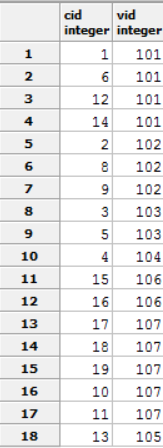 cid vid
integer integer
1 1 101
2 6 101
3 12 101
4 14 101
5 2 102
6 8 102
7 9 102
8 3 103
9 5 103
10 4 104
11 15 106
12 16 106
13 17 107
14 18 107
15 19 107
16 10 107
17 11 107
18 13 105